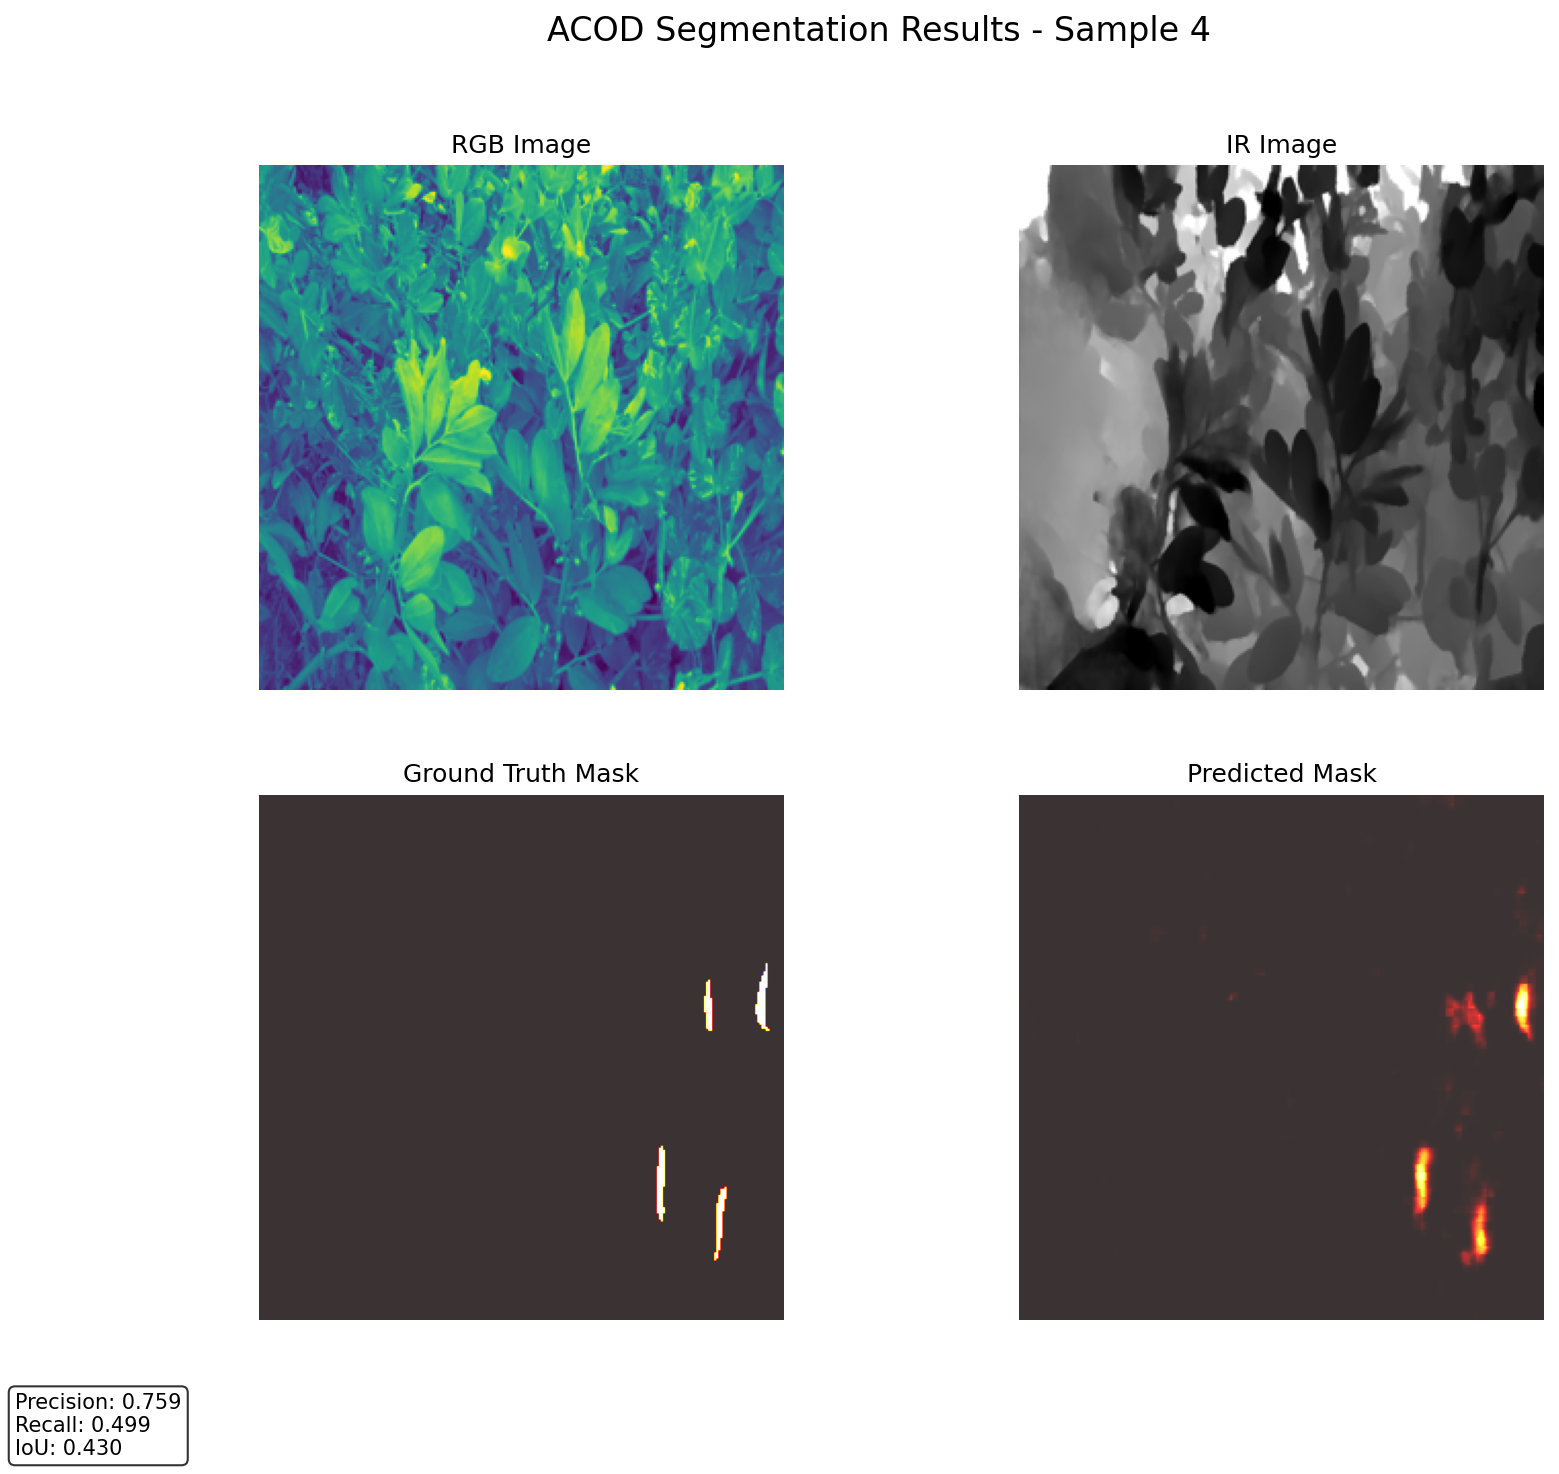 ACOD Segmentation Results - Sample 4
RGB Image
IR Image
Ground Truth Mask
Predicted Mask
Precision: 0.759
Recall: 0.499
IoU: 0.430